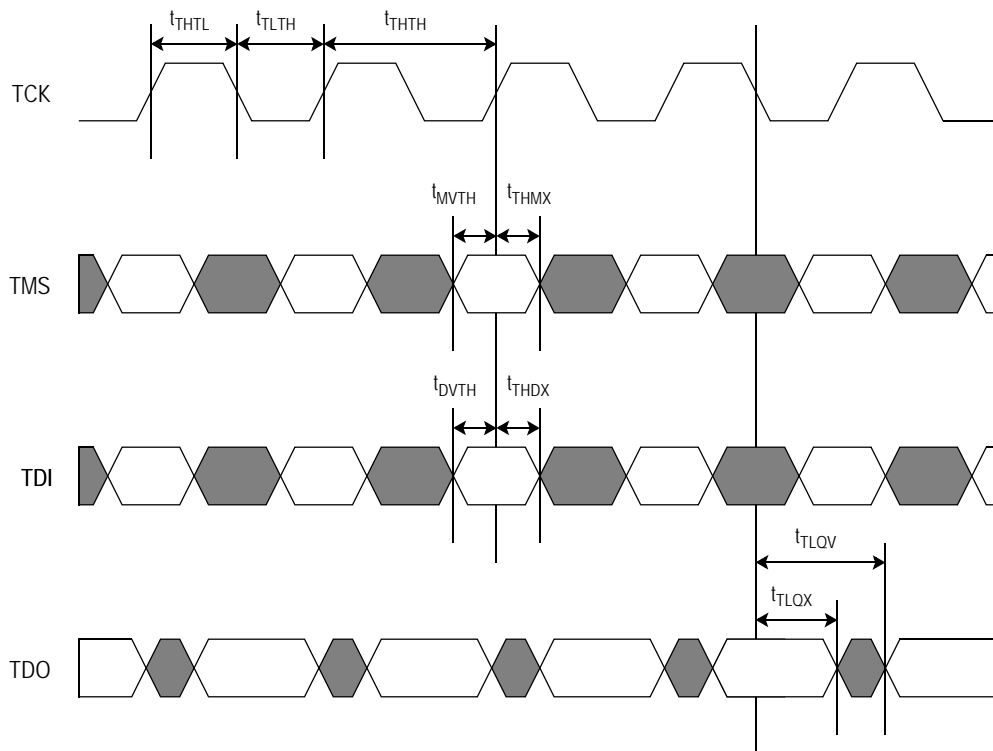 tTHTL tTLTH tTHTH
TCK
tMVTH tTHMX
TMS
tDVTH tTHDX
TDI
tTLQV
tTLQX
TDO